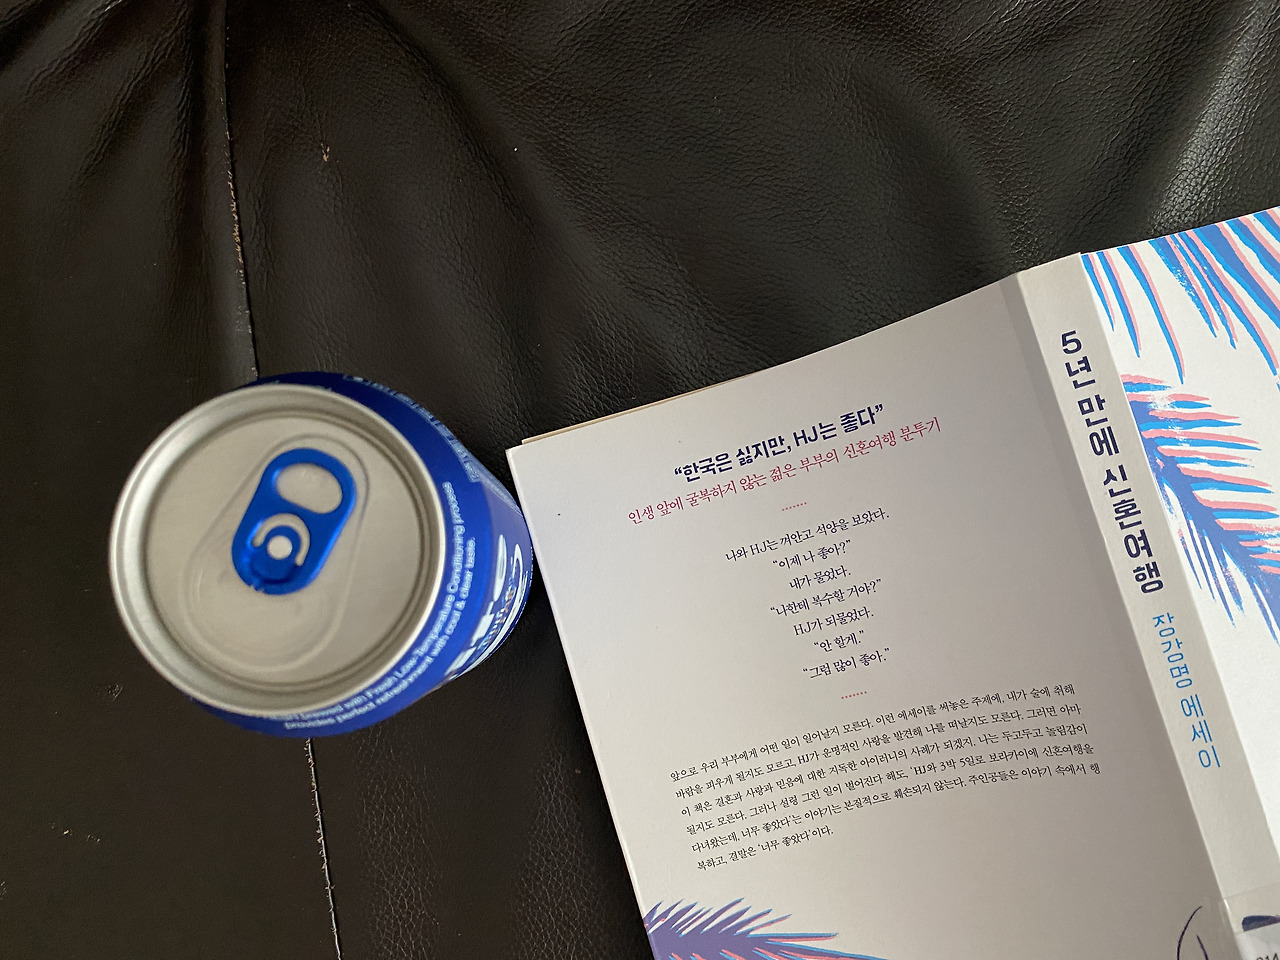 brewed with Fresh Low-Temperature Conditioning process
provides perfect refreshment with cool & clear taste.
“한국은 싫지만, HJ는 좋다”
인생 앞에 굴복하지 않는 젊은 부부의 신혼여행 분투기
나와 HJ는 껴안고 석양을 보았다.
“이제 나 좋아?”
내가 물었다.
“나한테 복수할 거야?”
HJ가 되물었다.
“안 할게.”
“그럼 많이 좋아.”
앞으로 우리 부부에게 어떤 일이 일어날지 모른다. 이런 에세이를 써놓은 주제에, 내가 술에 취해
바람을 피우게 될지도 모르고, HJ가 운명적인 사랑을 발견해 나를 떠날지도 모른다. 그러면 아마
이 책은 결혼과 사랑과 믿음에 대한 지독한 아이러니의 사례가 되겠지. 나는 두고두고 놀림감이
될지도 모른다. 그러나 설령 그런 일이 벌어진다 해도, ‘HJ와 3박 5일로 보라카이에 신혼여행을
다녀왔는데, 너무 좋았다’는 이야기는 본질적으로 훼손되지 않는다. 주인공들은 이야기 속에서 행
복하고, 결말은 ‘너무 좋았다’이다.
5년 만에 신혼여행
장강명 에세이